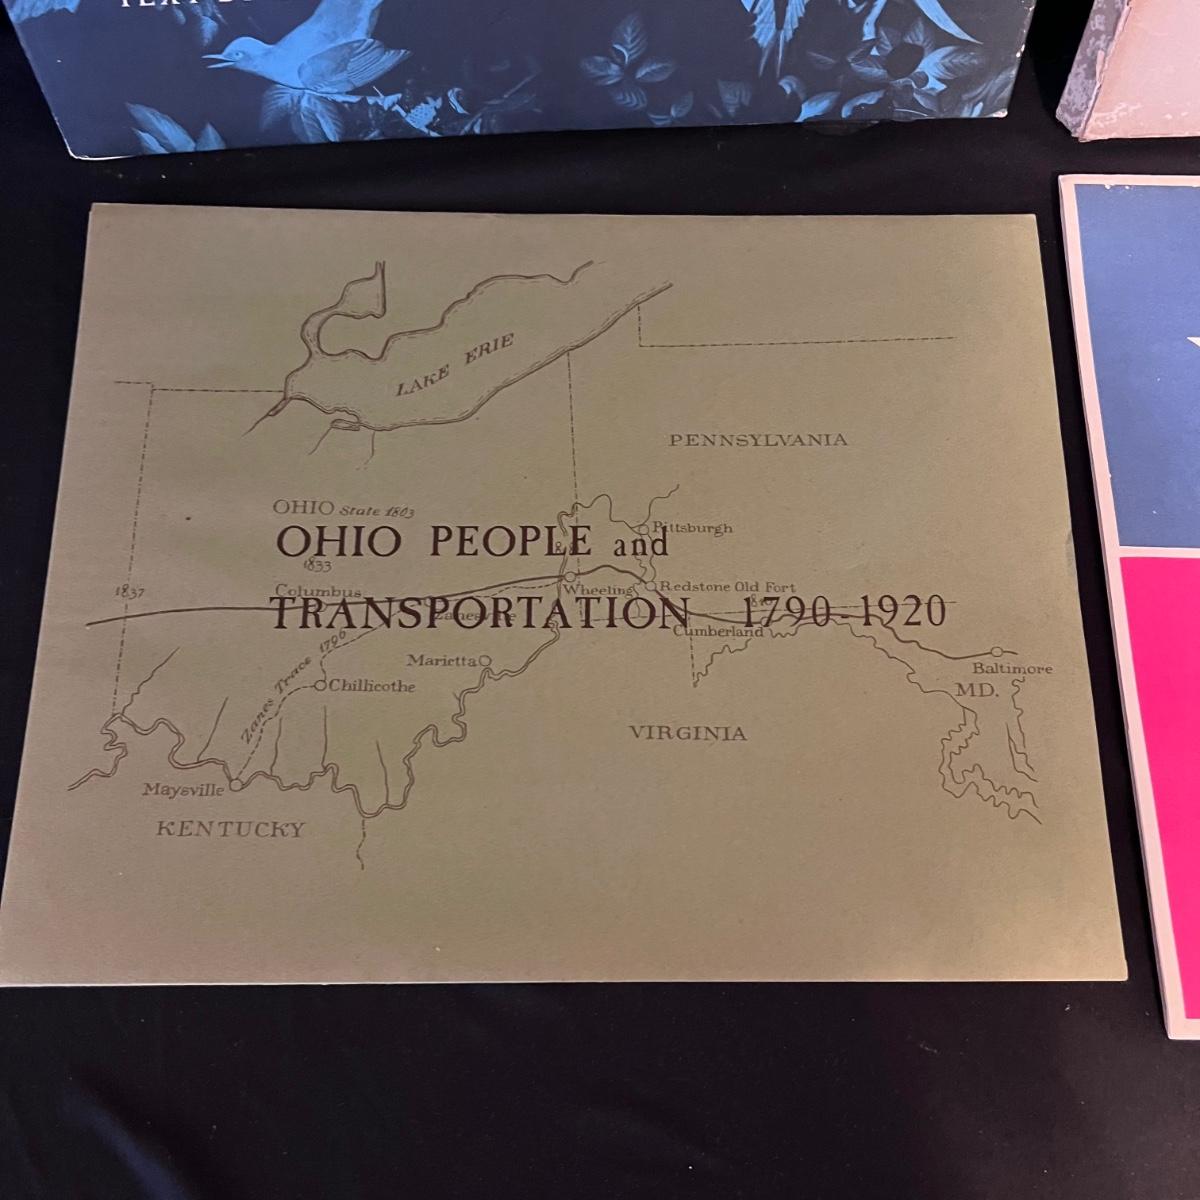 LAKE ERIE
PENNSYLVANIA
OHIO State 1803
Pittsburgh
OHIO PEOPLE and
1833
1837
Columbus
Wheeling
Redstone Old Fort
TRANSPORTATION 1790-1920
Zanesville
Cumberland
Zanes Trace 1796
Marietta
Baltimore
Chillicothe
MD.
VIRGINIA
Maysville
KENTUCKY